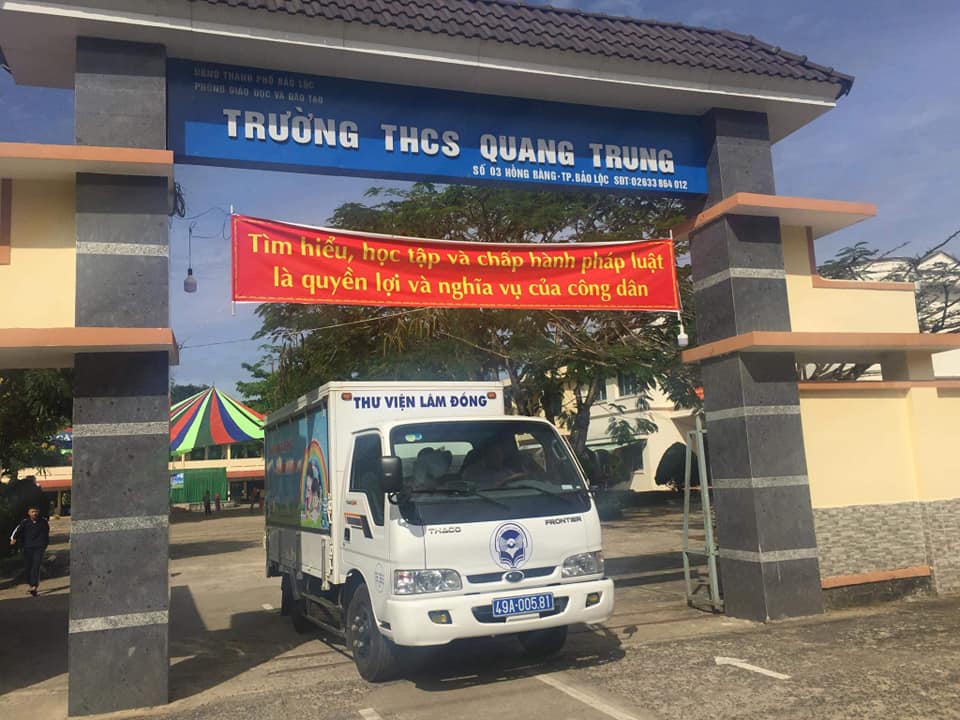 UBND THÀNH PHỐ BẢO LỘC
PHÒNG GIÁO DỤC VÀ ĐÀO TẠO
TRƯỜNG THCS QUANG TRUNG
SỐ 03 HỒNG BÀNG - TP.BẢO LỘC SĐT:02633 864 012
Tìm hiểu, học tập và chấp hành pháp luật
là quyền lợi và nghĩa vụ của công dân
THƯ VIỆN LÂM ĐỒNG
THACO
FRONTIER
49A-005.81